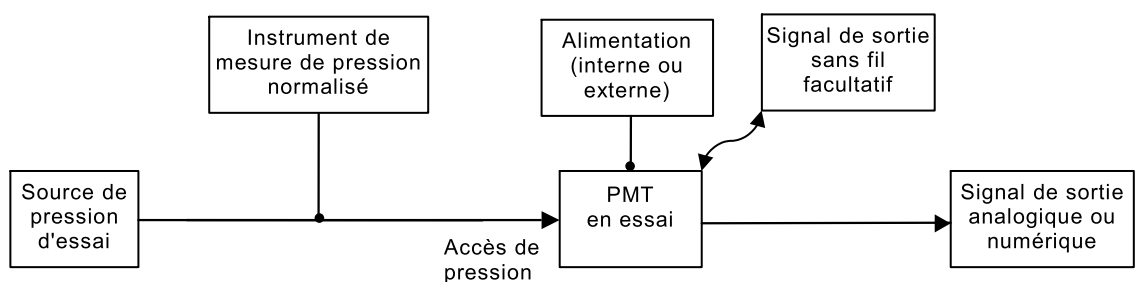 Instrument de
mesure de pression
normalisé
Alimentation
(interne ou
externe)
Signal de sortie
sans fil
facultatif
Source de
pression
d'essai
Accès de
pression
PMT
en essai
Signal de sortie
analogique ou
numérique